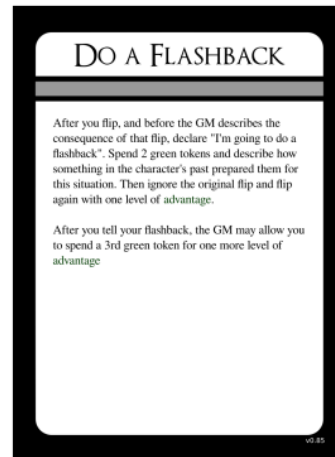 DO A FLASHBACK
After you flip, and before the GM describes the
consequence of that flip, declare "I'm going to do a
flashback". Spend 2 green tokens and describe how
something in the character's past prepared them for
this situation. Then ignore the original flip and flip
again with one level of advantage.
After you tell your flashback, the GM may allow you
to spend a 3rd green token for one more level of
advantage
v0.85